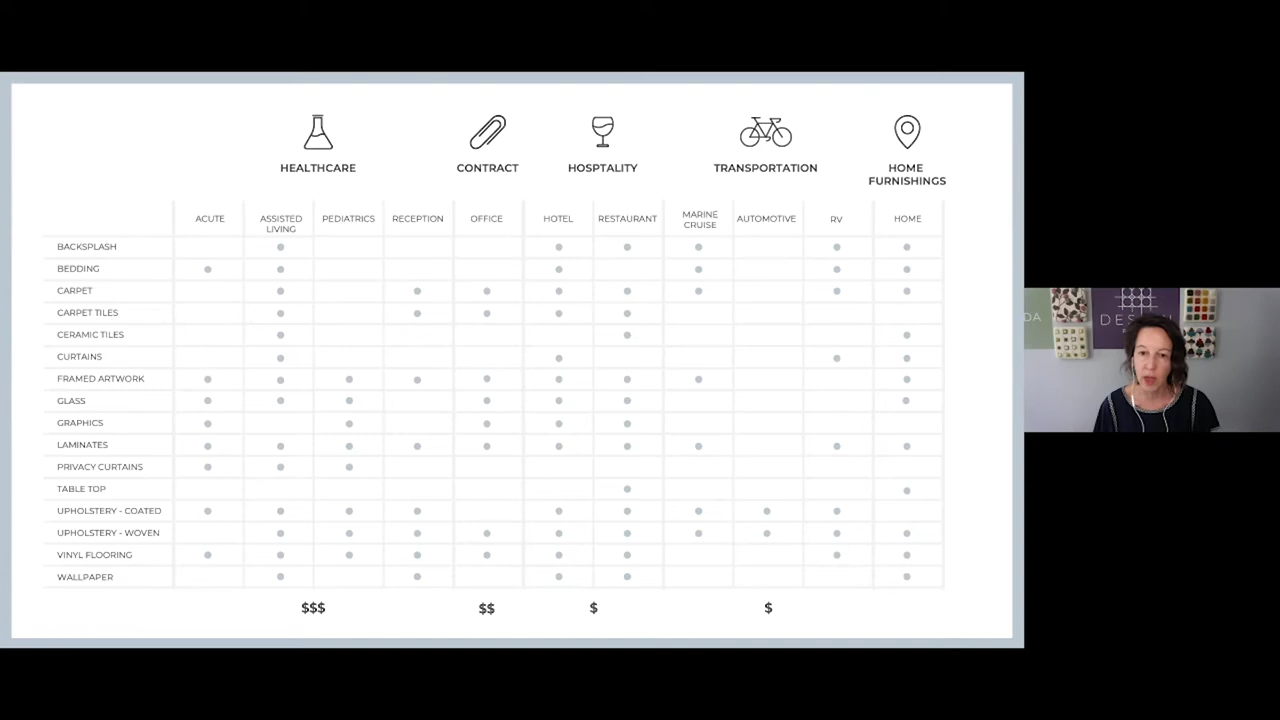 HEALTHCARE
CONTRACT
HOSPTALITY
TRANSPORTATION
HOME
FURNISHINGS
ACUTE
ASSISTED
LIVING
PEDIATRICS
RECEPTION
OFFICE
HOTEL
RESTAURANT
MARINE
CRUISE
AUTOMOTIVE
RV
HOME
BACKSPLASH
BEDDING
CARPET
CARPET TILES
CERAMIC TILES
CURTAINS
FRAMED ARTWORK
GLASS
GRAPHICS
LAMINATES
PRIVACY CURTAINS
TABLE TOP
UPHOLSTERY - COATED
UPHOLSTERY - WOVEN
VINYL FLOORING
WALLPAPER
$$$
$$
$
$